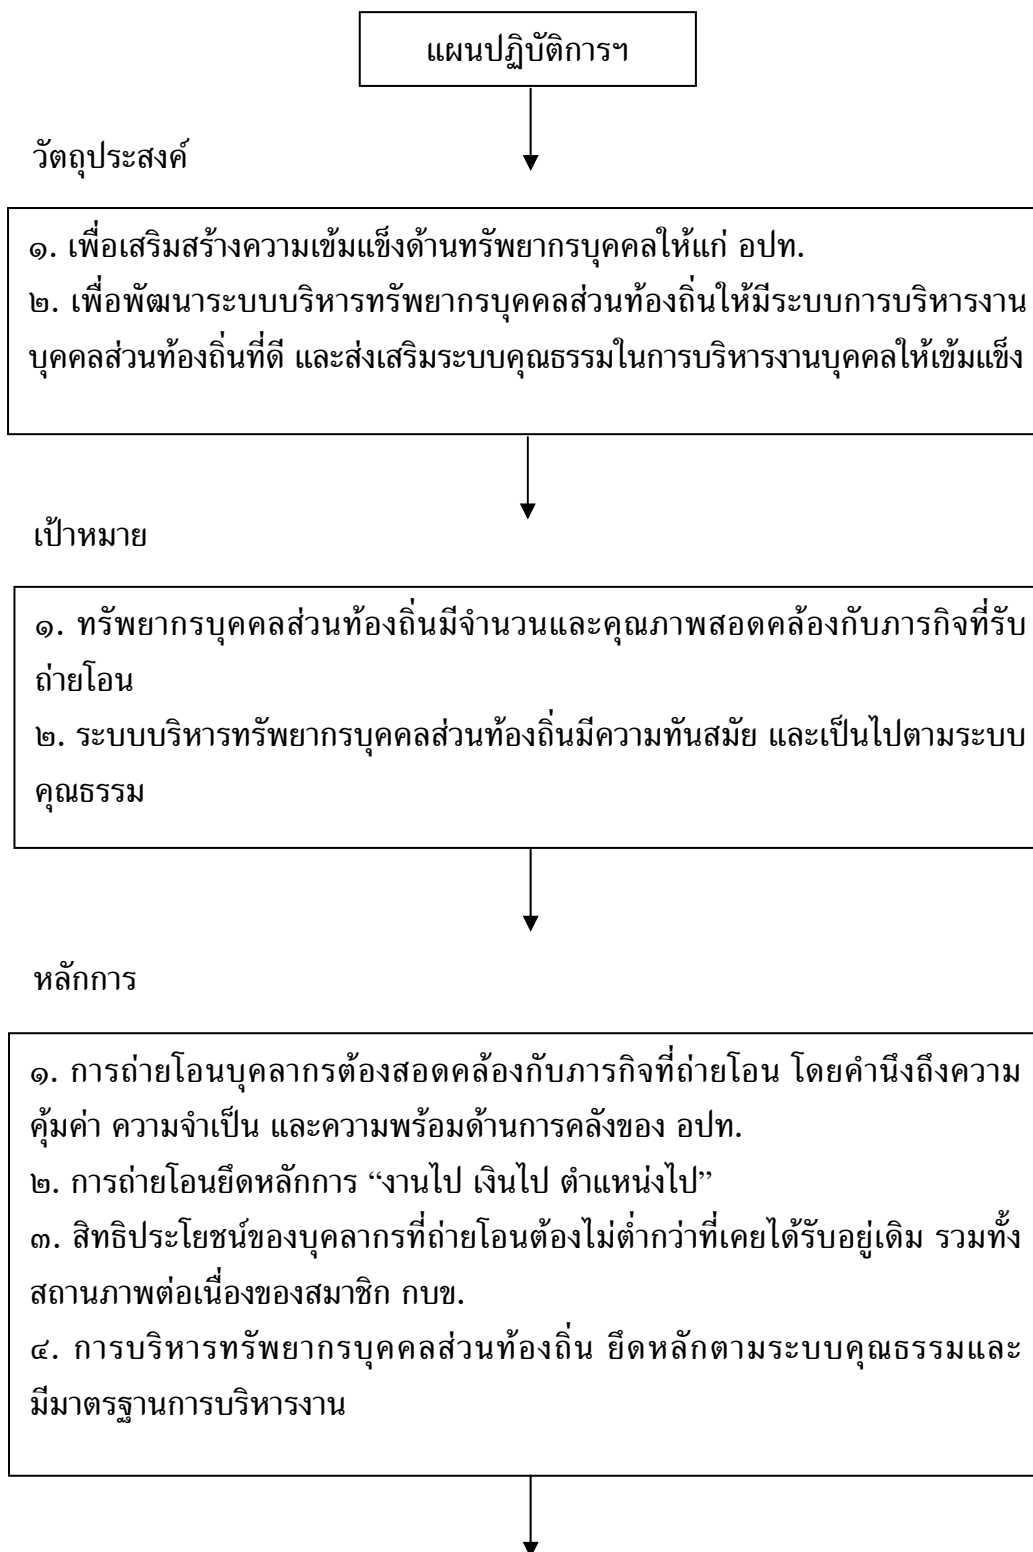 แผนปฏิบัติการฯ
วัตถุประสงค์
๑. เพื่อเสริมสร้างความเข้มแข็งด้านทรัพยากรบุคคลให้แก่ อปท.
๒. เพื่อพัฒนาระบบบริหารทรัพยากรบุคคลส่วนท้องถิ่นให้มีระบบการบริหารงาน
บุคคลส่วนท้องถิ่นที่ดี และส่งเสริมระบบคุณธรรมในการบริหารงานบุคคลให้เข้มแข็ง
เป้าหมาย
๑. ทรัพยากรบุคคลส่วนท้องถิ่นมีจำนวนและคุณภาพสอดคล้องกับภารกิจที่รับ
ถ่ายโอน
๒. ระบบบริหารทรัพยากรบุคคลส่วนท้องถิ่นมีความทันสมัย และเป็นไปตามระบบ
คุณธรรม
หลักการ
๑. การถ่ายโอนบุคลากรต้องสอดคล้องกับภารกิจที่ถ่ายโอน โดยคำนึงถึงความ
คุ้มค่า ความจำเป็น และความพร้อมด้านการคลังของ อปท.
๒. การถ่ายโอนยึดหลักการ “งานไป เงินไป ตำแหน่งไป”
๓. สิทธิประโยชน์ของบุคลากรที่ถ่ายโอนต้องไม่ต่ำกว่าที่เคยได้รับอยู่เดิม รวมทั้ง
สถานภาพต่อเนื่องของสมาชิก กบข.
๔. การบริหารทรัพยากรบุคคลส่วนท้องถิ่น ยึดหลักตามระบบคุณธรรมและ
มีมาตรฐานการบริหารงาน